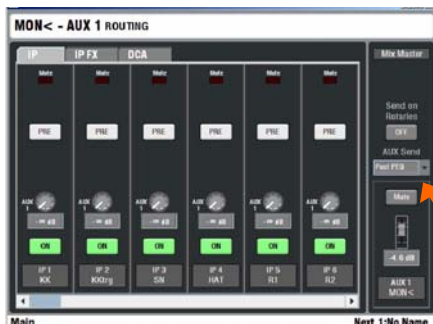 MON< - AUX 1 ROUTING
IP IP FX DCA
Mix Master
Mute Mute Mute Mute Mute Mute
Send on
Rotaries
PRE PRE PRE PRE PRE PRE
OFF
AUX Send
Mute
AUX 1 AUX 1 AUX 1 AUX 1 AUX 1 AUX 1
-∞ dB -∞ dB -∞ dB -∞ dB -∞ dB -∞ dB
ON ON ON ON ON ON
-4.0 dB
IP 1 IP 2 IP 3 IP 4 IP 5 IP 6
KK KKtrg SN HAT R1 R2
AUX 1
MON<
Main
Next 1:No Name